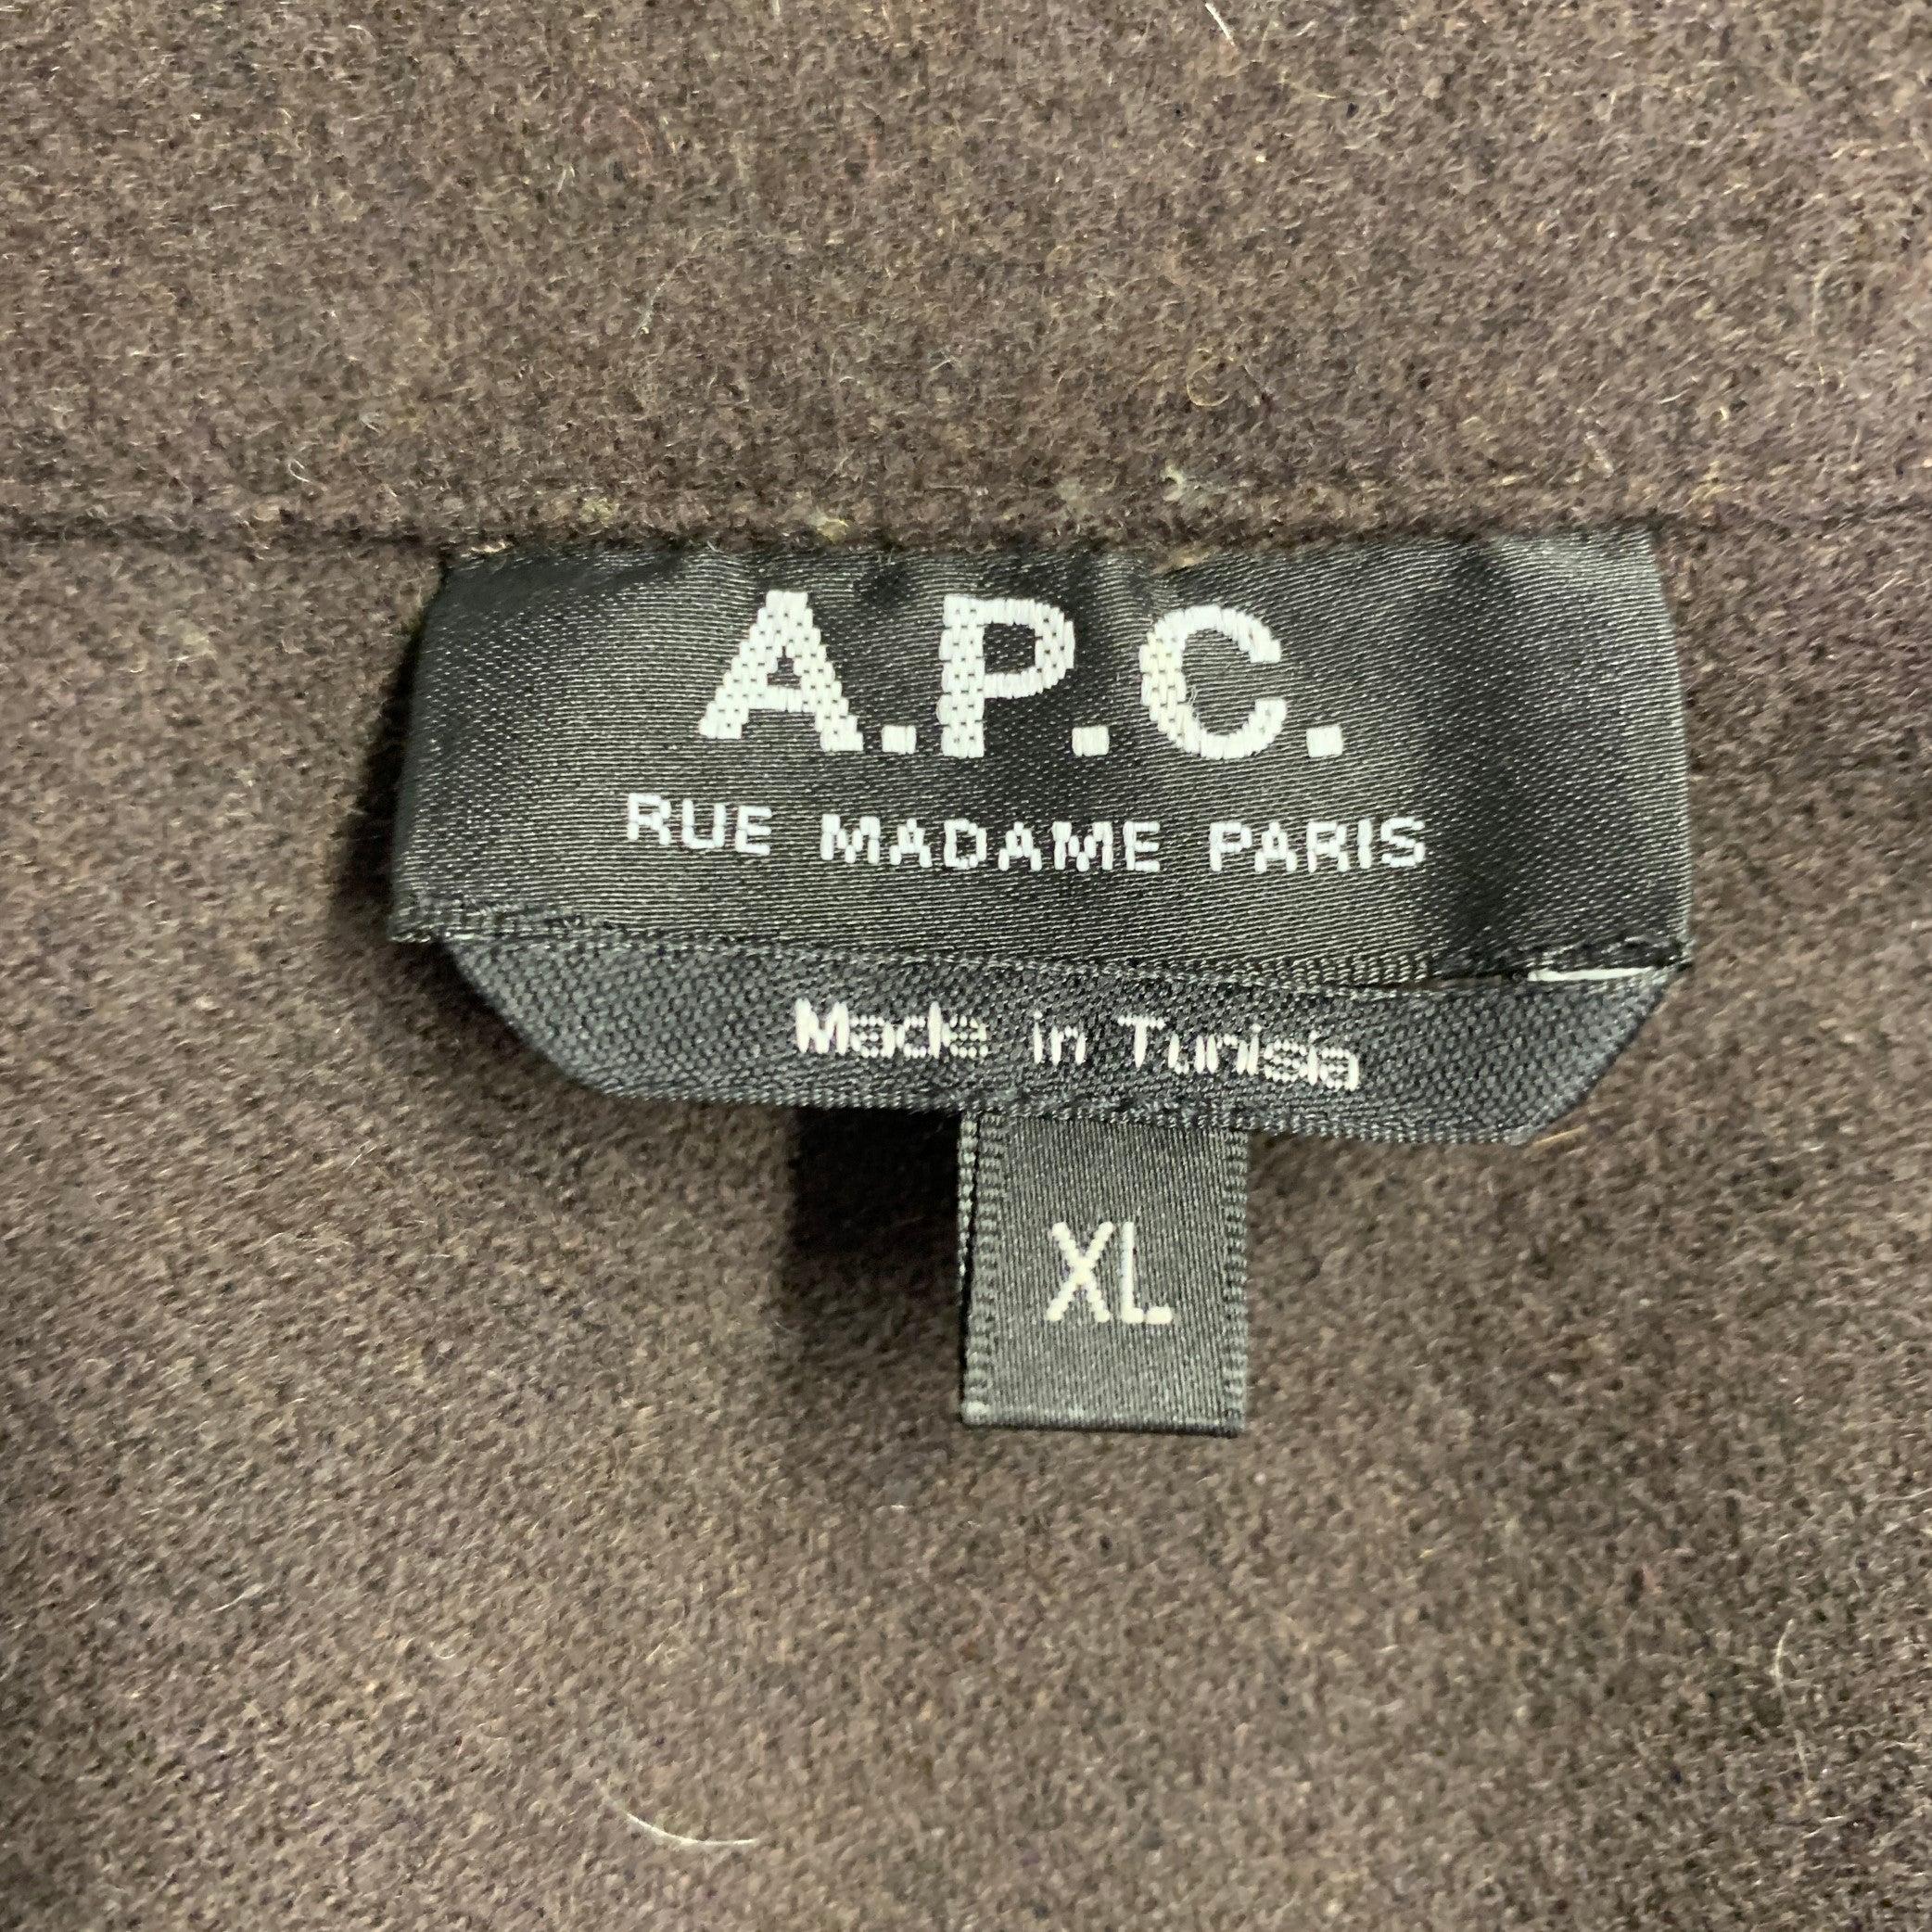 A.P.C.
RUE MADAME PARIS
Made in Tunisia
XL